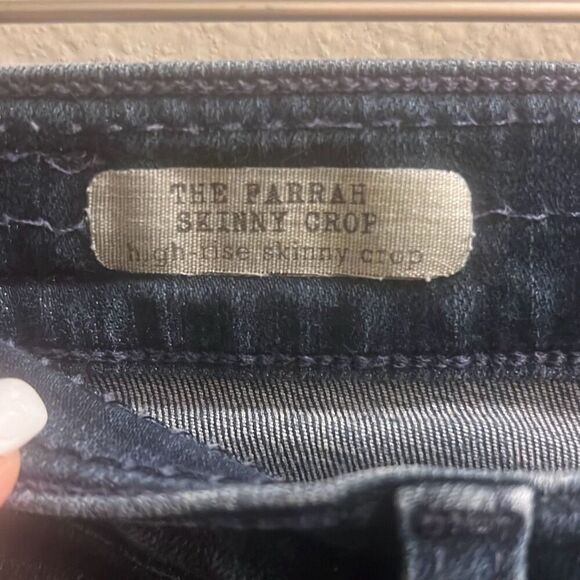 THE FARRAH
SKINNY CROP
high-rise skinny crop